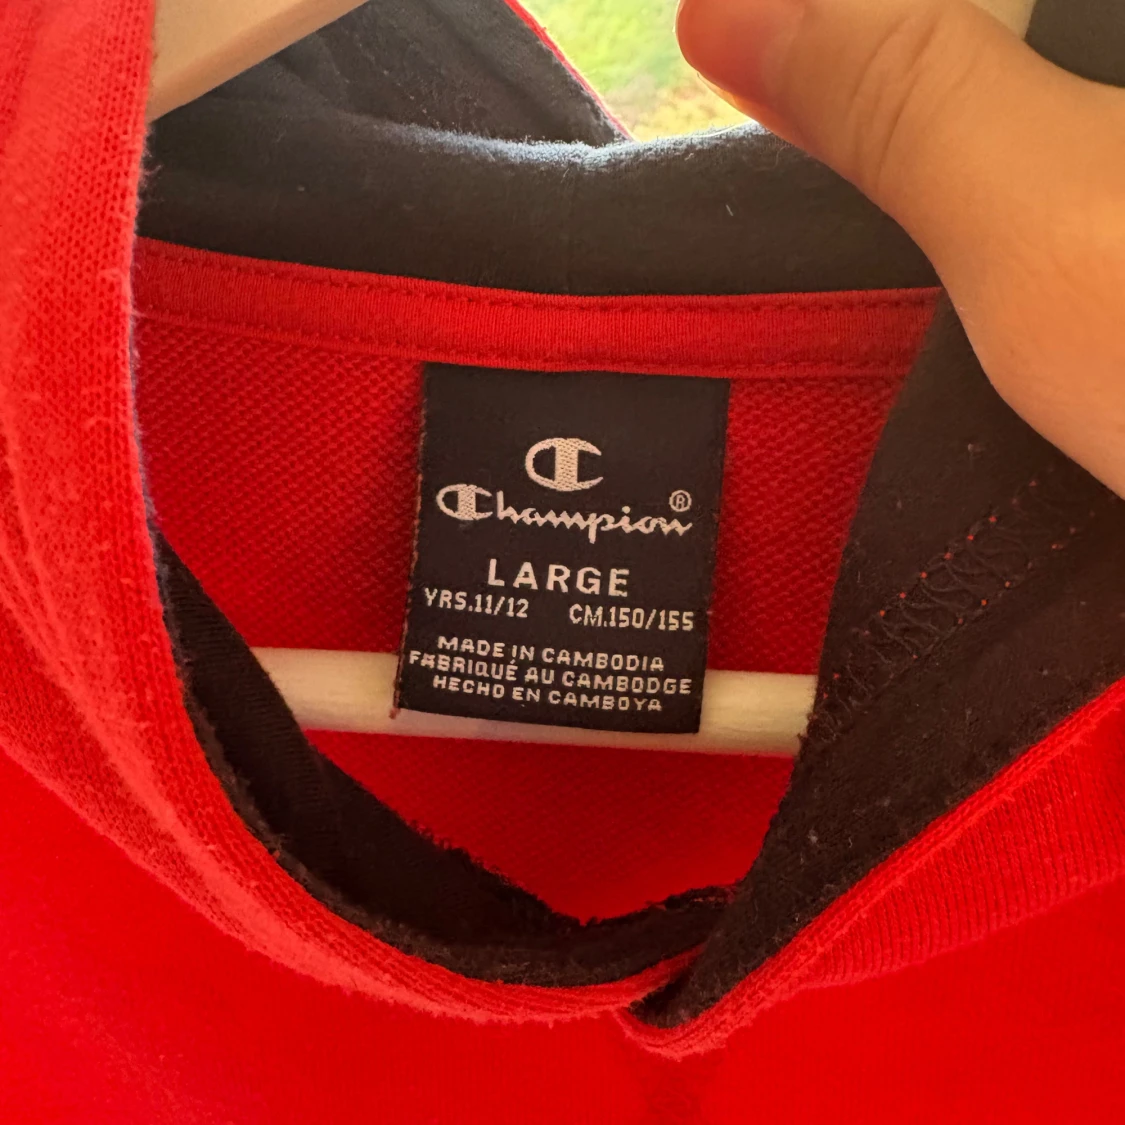 Champion®
LARGE
YRS.11/12 CM.150/155
MADE IN CAMBODIA
FABRIQUÉ AU CAMBODGE
HECHO EN CAMBOYA